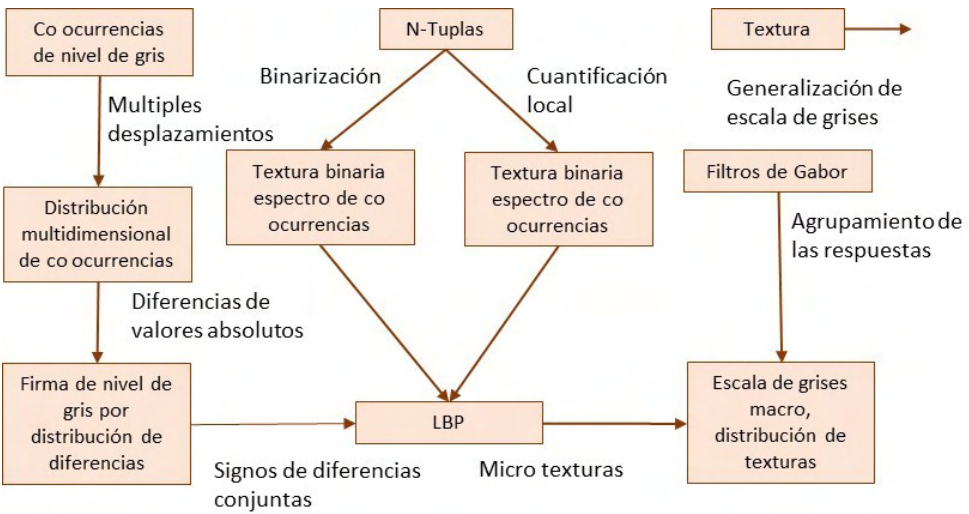 Co ocurrencias
de nivel de gris
N-Tuplas
Textura
Binarización
Cuantificación
local
Generalización de
escala de grises
Multiples
desplazamientos
Textura binaria
espectro de co
ocurrencias
Textura binaria
espectro de co
ocurrencias
Filtros de Gabor
Distribución
multidimensional
de co ocurrencias
Agrupamiento de
las respuestas
Diferencias de
valores absolutos
Firma de nivel de
gris por
distribución de
diferencias
LBP
Escala de grises
macro,
distribución de
texturas
Signos de diferencias
conjuntas
Micro texturas